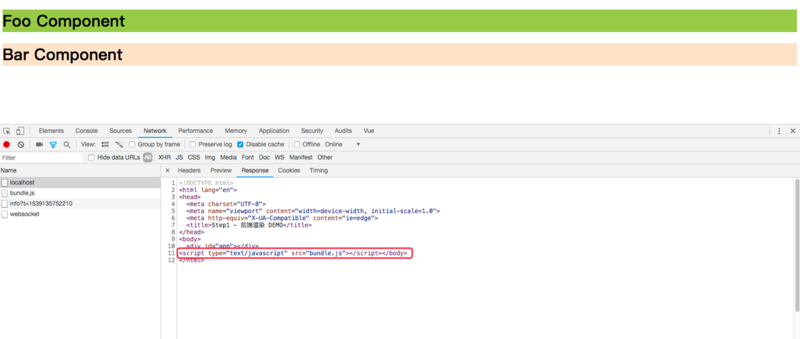 Foo Component
Bar Component
Elements Console Sources Network Performance Memory Application Security Audits Vue
View: Group by frame Preserve log Disable cache Offline Online
Filter Hide data URLs All XHR JS CSS Img Media Font Doc WS Manifest Other
Name × Headers Preview Response Cookies Timing
localhost
bundle.js
info?t=1539135752210
websocket
1 <!DOCTYPE html>
2 <html lang="en">
3 <head>
4 <meta charset="UTF-8">
5 <meta name="viewport" content="width=device-width, initial-scale=1.0">
6 <meta http-equiv="X-UA-Compatible" content="ie=edge">
7 <title>Step1 - 前端渲染 DEMO</title>
8 </head>
9 <body>
10 <div id="app"></div>
11 <script type="text/javascript" src="bundle.js"></script></body>
12 </html>